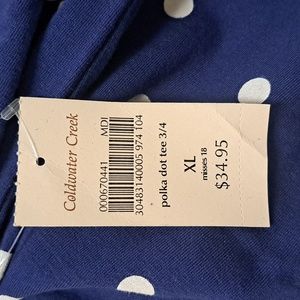 Coldwater Creek
000670441 MDI
30483140005 974 104
polka dot tee 3/4
XL
misses 18
$34.95